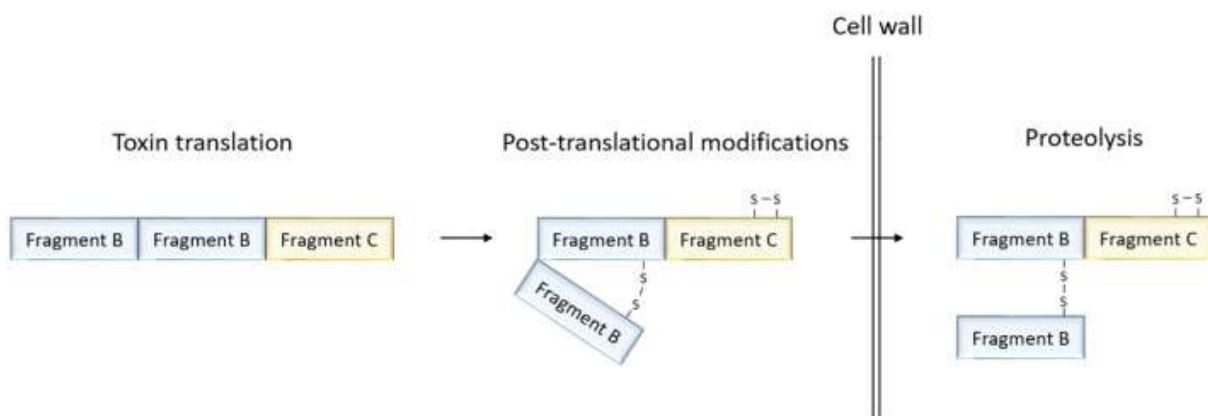 Cell wall
Toxin translation
Post-translational modifications
Proteolysis
S – S
S – S
Fragment B Fragment B Fragment C
Fragment B Fragment C
Fragment B Fragment C
S
S
Fragment B
S
S
Fragment B